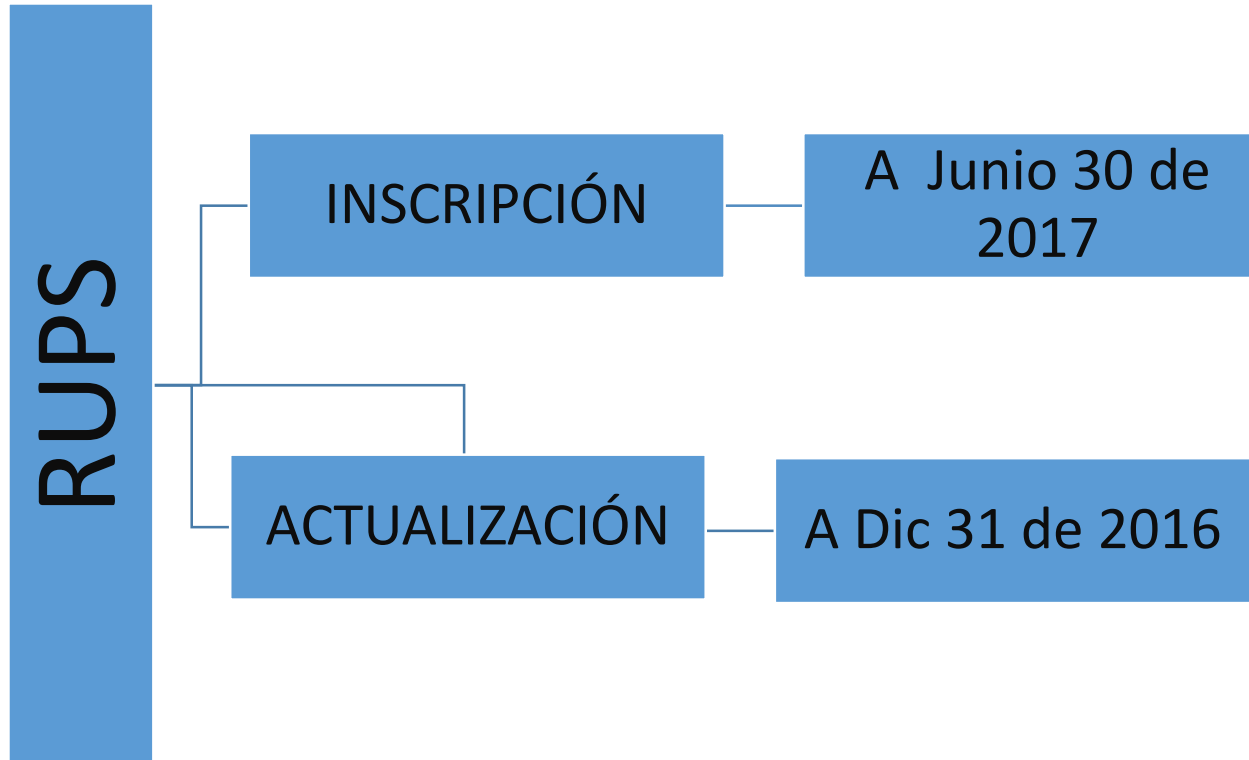 RUPS
INSCRIPCIÓN
A  Junio 30 de
2017
ACTUALIZACIÓN
A Dic 31 de 2016